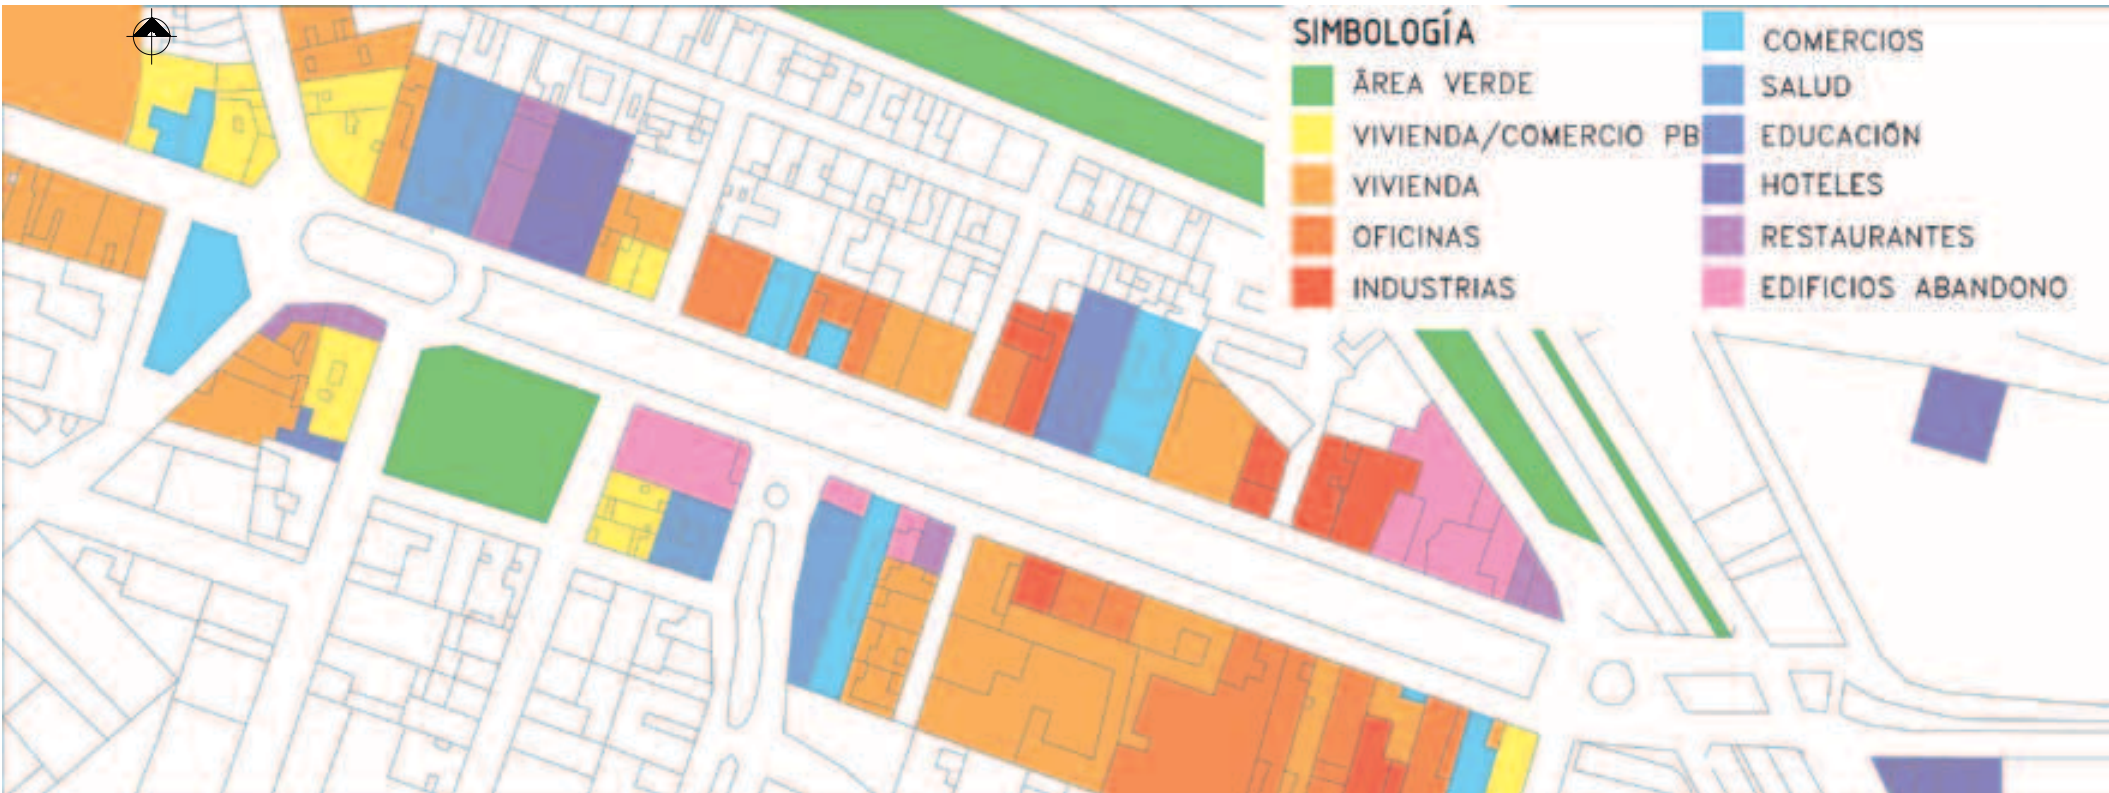 SIMBOLOGÍA
ÁREA VERDE
VIVIENDA/COMERCIO PB
VIVIENDA
OFICINAS
INDUSTRIAS
COMERCIOS
SALUD
EDUCACIÓN
HOTELES
RESTAURANTES
EDIFICIOS ABANDONO